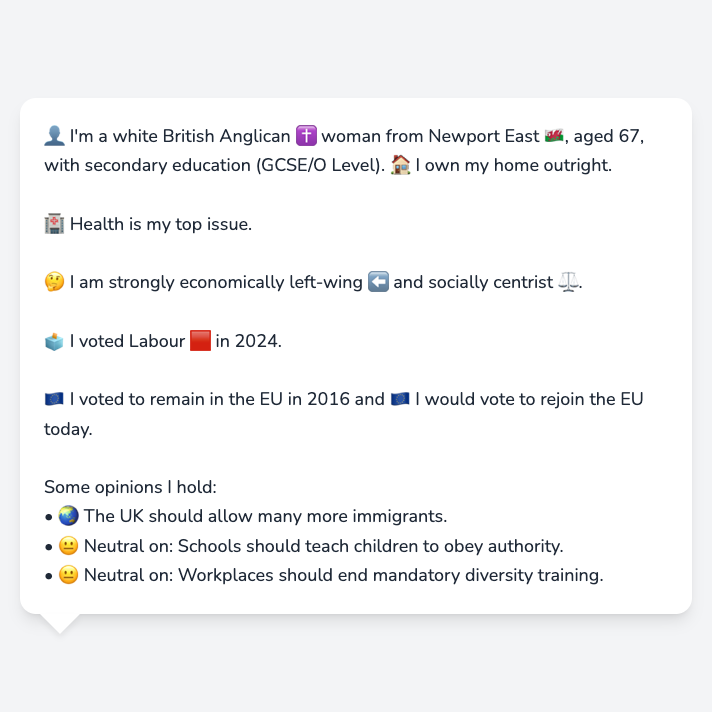 👤 I'm a white British Anglican ✝️ woman from Newport East 🏴󠁧󠁢󠁷󠁬󠁳󠁿, aged 67,
with secondary education (GCSE/O Level). 🏠 I own my home outright.
🏥 Health is my top issue.
🤔 I am strongly economically left-wing ⬅️ and socially centrist ⚖️.
🗳️ I voted Labour 🟥 in 2024.
🇪🇺 I voted to remain in the EU in 2016 and 🇪🇺 I would vote to rejoin the EU
today.
Some opinions I hold:
• 🌏 The UK should allow many more immigrants.
• 😐 Neutral on: Schools should teach children to obey authority.
• 😐 Neutral on: Workplaces should end mandatory diversity training.